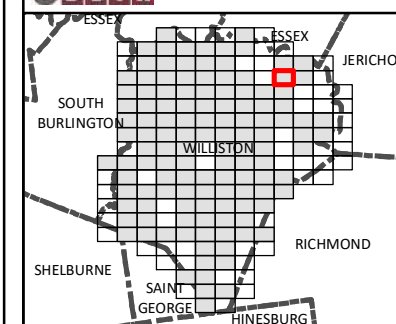 ESSEX
ESSEX
JERICHO
SOUTH
BURLINGTON
WILLISTON
RICHMOND
SHELBURNE
SAINT
GEORGE
HINESBURG